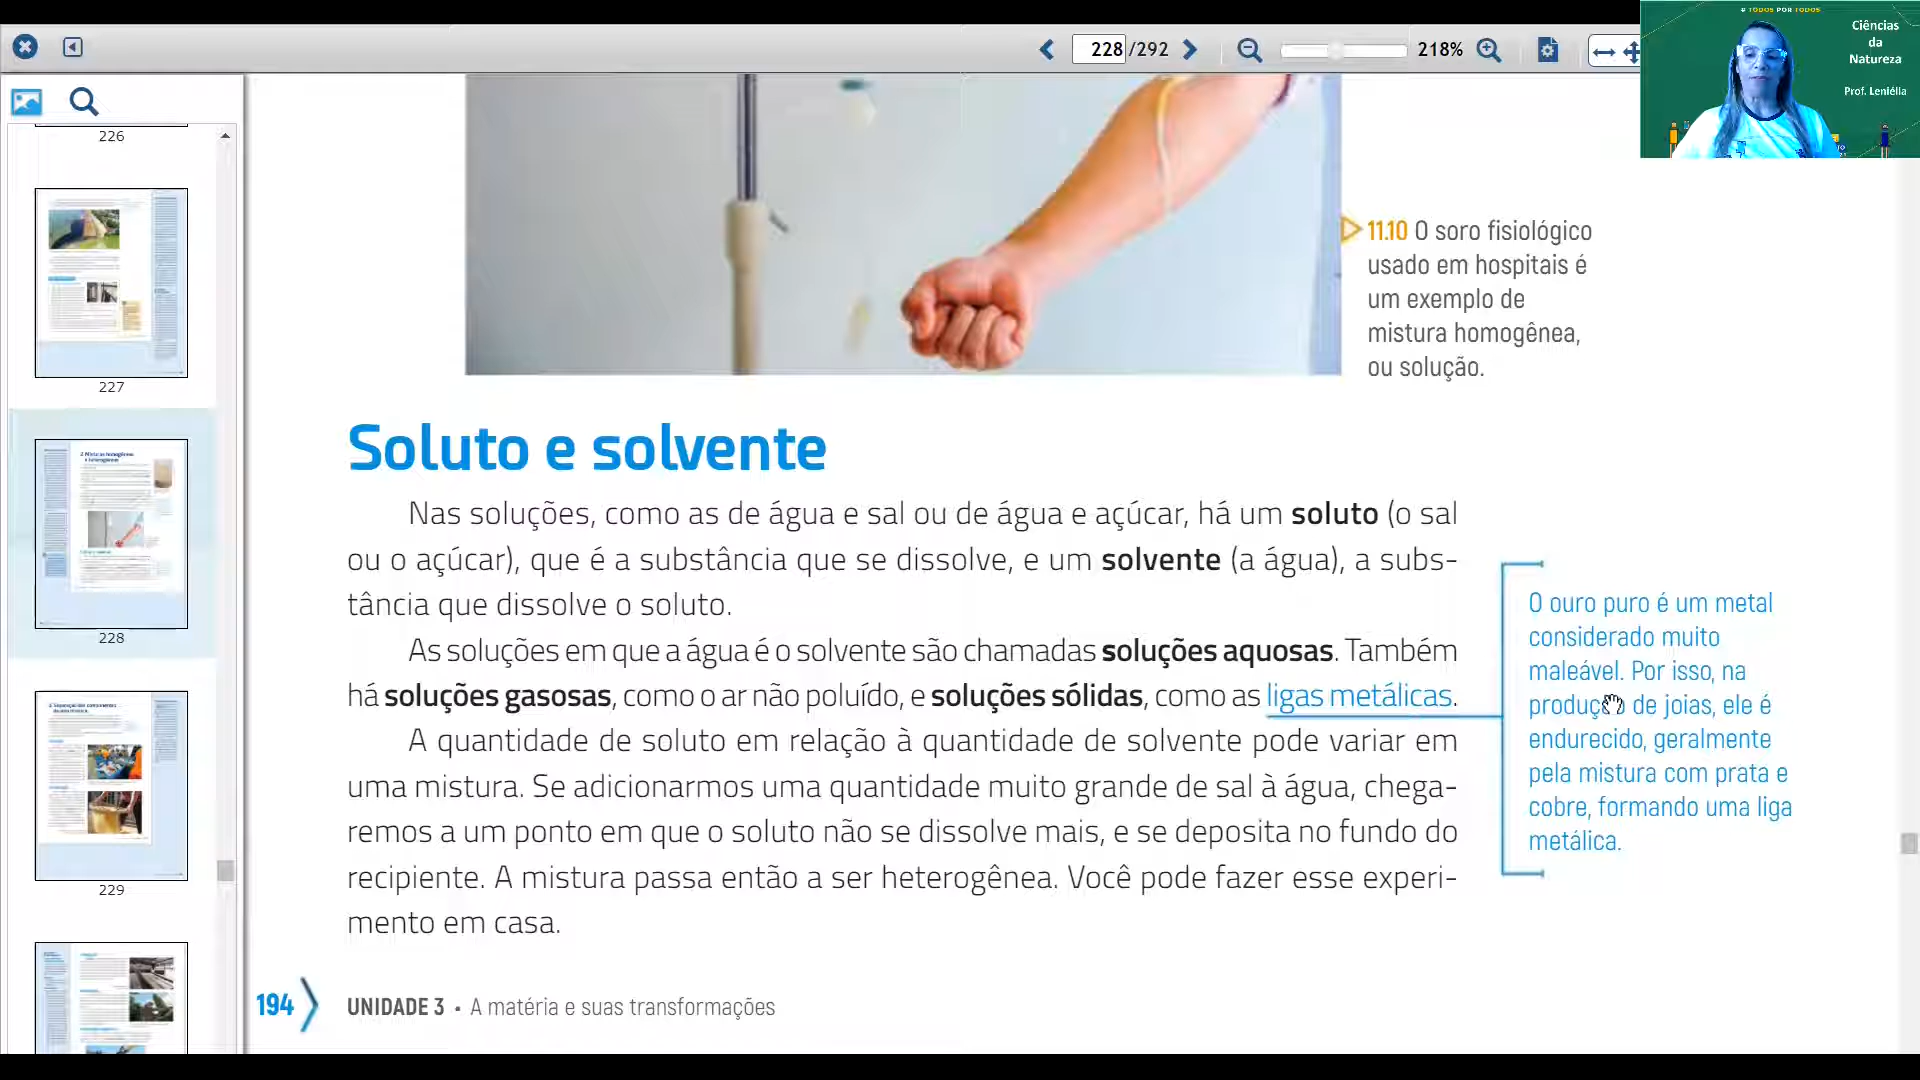 228 /292
218%
# TODOS POR TODOS
Ciências
da
Natureza
Prof. Leniélia
226
227
228
229
11.10 O soro fisiológico
usado em hospitais é
um exemplo de
mistura homogênea,
ou solução.
Soluto e solvente
Nas soluções, como as de água e sal ou de água e açúcar, há um soluto (o sal
ou o açúcar), que é a substância que se dissolve, e um solvente (a água), a subs-
tância que dissolve o soluto.
As soluções em que a água é o solvente são chamadas soluções aquosas. Também
há soluções gasosas, como o ar não poluído, e soluções sólidas, como as ligas metálicas.
A quantidade de soluto em relação à quantidade de solvente pode variar em
uma mistura. Se adicionarmos uma quantidade muito grande de sal à água, chega-
remos a um ponto em que o soluto não se dissolve mais, e se deposita no fundo do
recipiente. A mistura passa então a ser heterogênea. Você pode fazer esse experi-
mento em casa.
O ouro puro é um metal
considerado muito
maleável. Por isso, na
produção de joias, ele é
endurecido, geralmente
pela mistura com prata e
cobre, formando uma liga
metálica.
194 UNIDADE 3 • A matéria e suas transformações